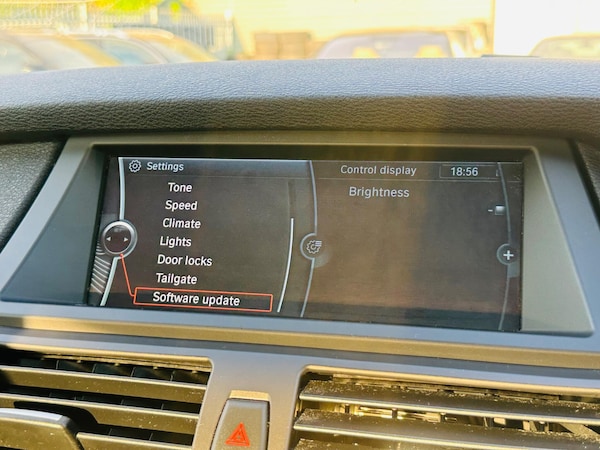 Settings
Tone
Speed
Climate
Lights
Door locks
Tailgate
Software update
Control display
18:56
Brightness